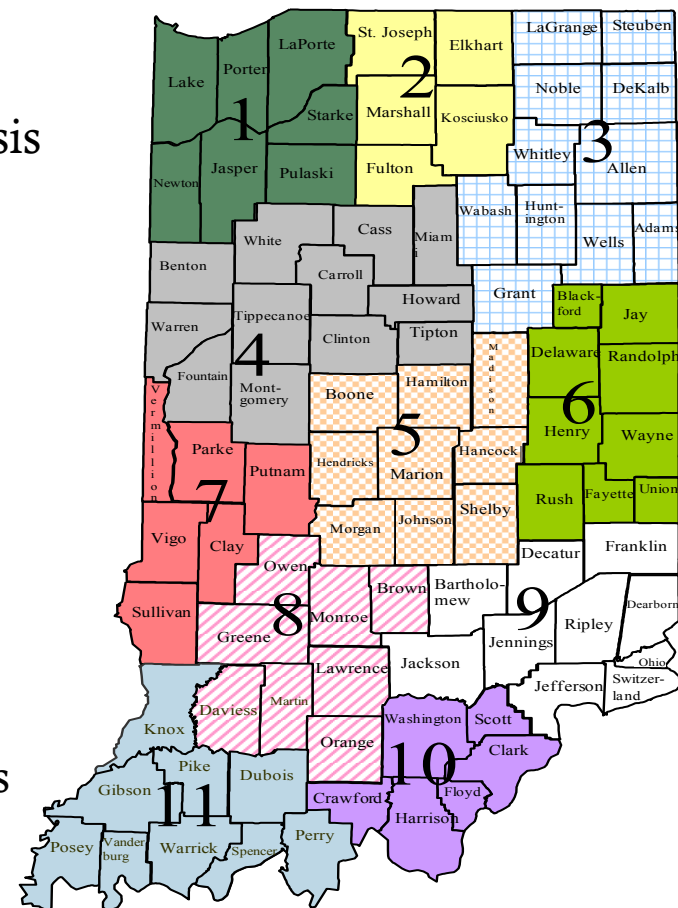 LaGrange
Steuben
St. Joseph
LaPorte
Elkhart
Porter
Lake
2
Noble
DeKalb
sis
1
Starke
Marshall
Kosciusko
3
Whitley
Allen
Newton
Jasper
Pulaski
Fulton
Wabash
Hunt-
ington
Adams
White
Cass
Miam
i
Wells
Benton
Carroll
Grant
Black-
ford
Howard
Jay
Warren
Tippecanoe
Clinton
Tipton
4
Madison
Delaware
Randolph
Fountain
Mont-
gomery
Boone
Hamilton
6
Vermillion
5
Henry
Wayne
Parke
Putnam
Hendricks
Marion
Hancock
7
Rush
Fayette
Union
Vigo
Clay
Morgan
Johnson
Shelby
Decatur
Franklin
Owen
Brown
Bartholo-
mew
9
Dearborn
Sullivan
8
Greene
Monroe
Jennings
Ripley
Lawrence
Jackson
Ohio
Jefferson
Switzer-
land
Daviess
Martin
Knox
Washington
Scott
Orange
10
Clark
s
Pike
Dubois
Gibson
11
Crawford
Floyd
Harrison
Posey
Vander
burg
Warrick
Spencer
Perry